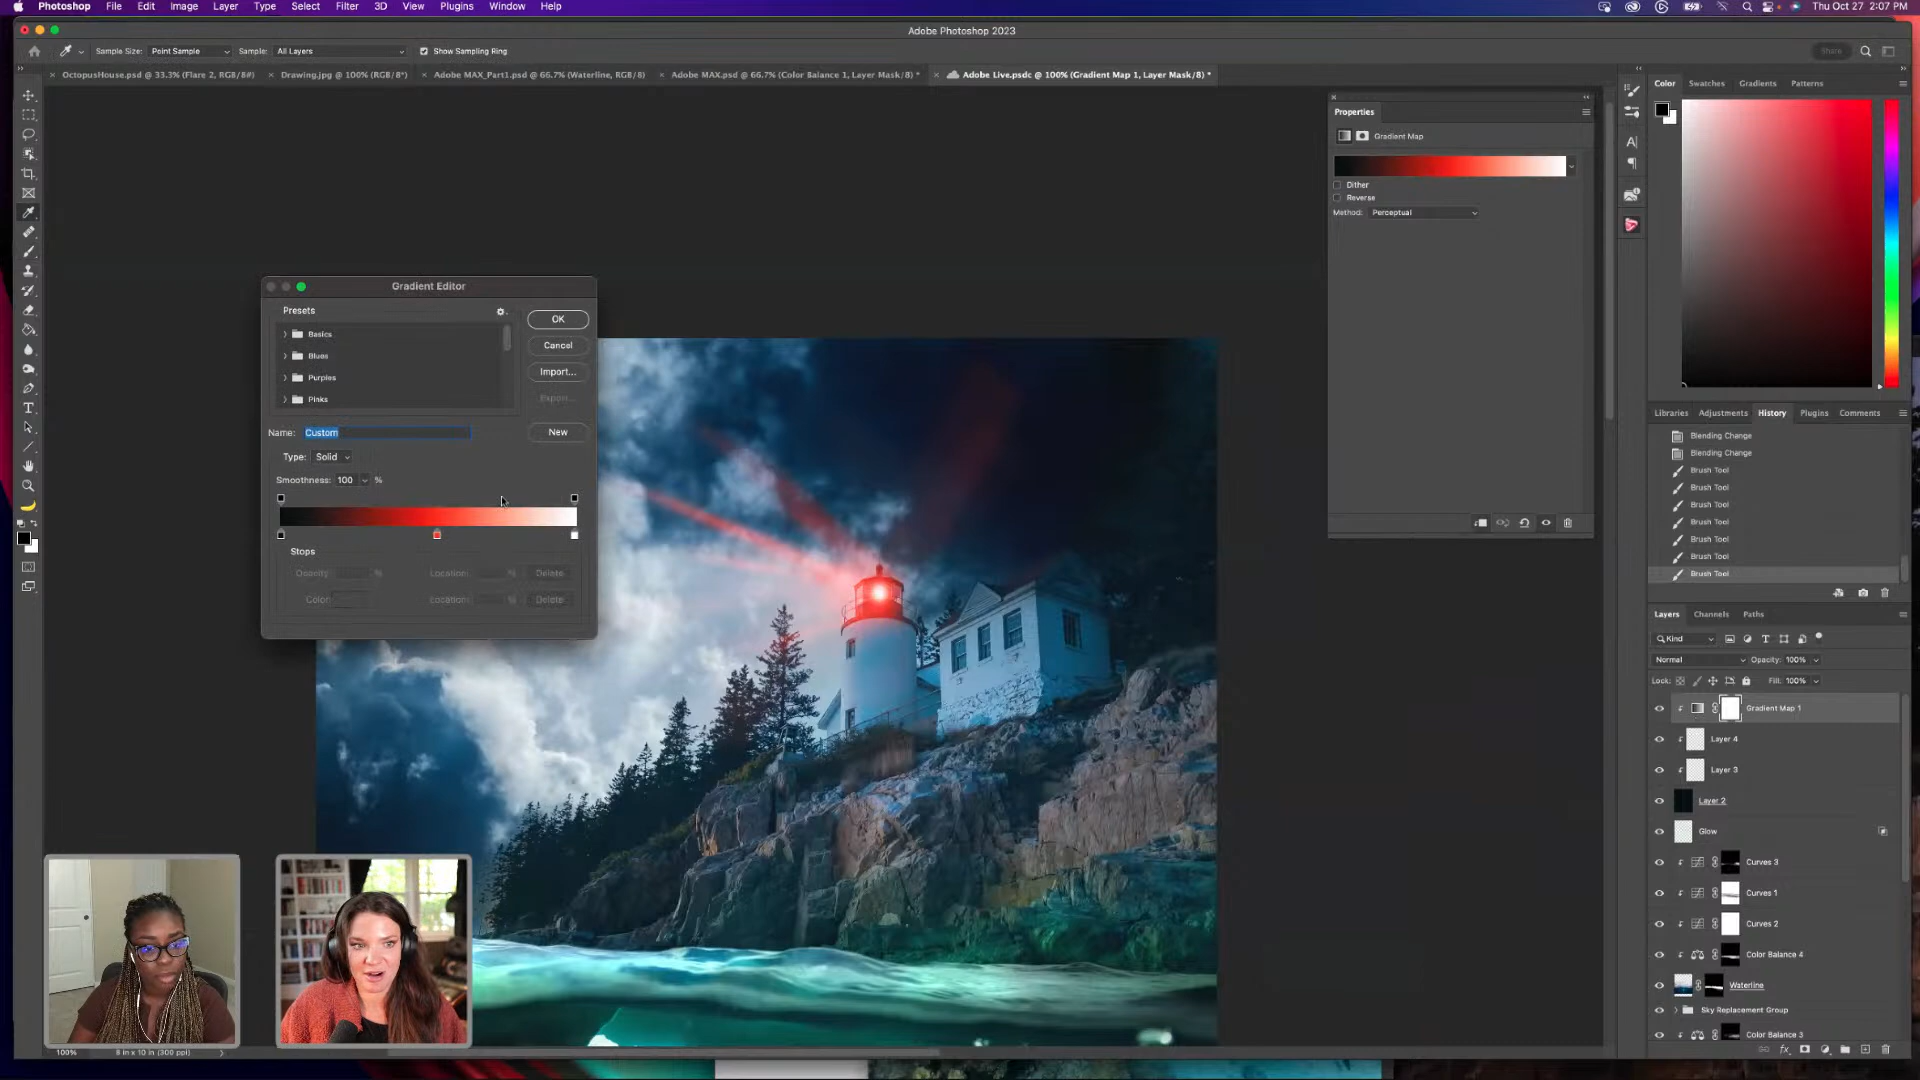 Photoshop File Edit Image Layer Type Select Filter 3D View Plugins Window Help Thu Oct 27 2:07 PM
Adobe Photoshop 2023
Sample Size: Point Sample Sample: All Layers Show Sampling Ring Share
OctopusHouse.psd @ 33.3% (Flare 2, RGB/8#) Drawing.jpg @ 100% (RGB/8*) Adobe MAX_Part1.psd @ 66.7% (Waterline, RGB/8) Adobe MAX.psd @ 66.7% (Color Balance 1, Layer Mask/8) * Adobe Live.psdc @ 100% (Gradient Map 1, Layer Mask/8) *
Properties
Gradient Map
Dither
Reverse
Method: Perceptual
Color Swatches Gradients Patterns
Gradient Editor
Presets
Basics
Blues
Purples
Pinks
OK
Cancel
Import...
Export...
Name: Custom
New
Type: Solid
Smoothness: 100 %
Stops
Opacity: % Location: % Delete
Color: Location: % Delete
Libraries Adjustments History Plugins Comments
Blending Change
Blending Change
Brush Tool
Brush Tool
Brush Tool
Brush Tool
Brush Tool
Brush Tool
Brush Tool
Layers Channels Paths
Kind
Normal Opacity: 100%
Lock: Fill: 100%
Gradient Map 1
Layer 4
Layer 3
Layer 2
Glow
Curves 3
Curves 1
Curves 2
Color Balance 4
Waterline
Sky Replacement Group
Color Balance 3
100% 8 in x 10 in (300 ppi)